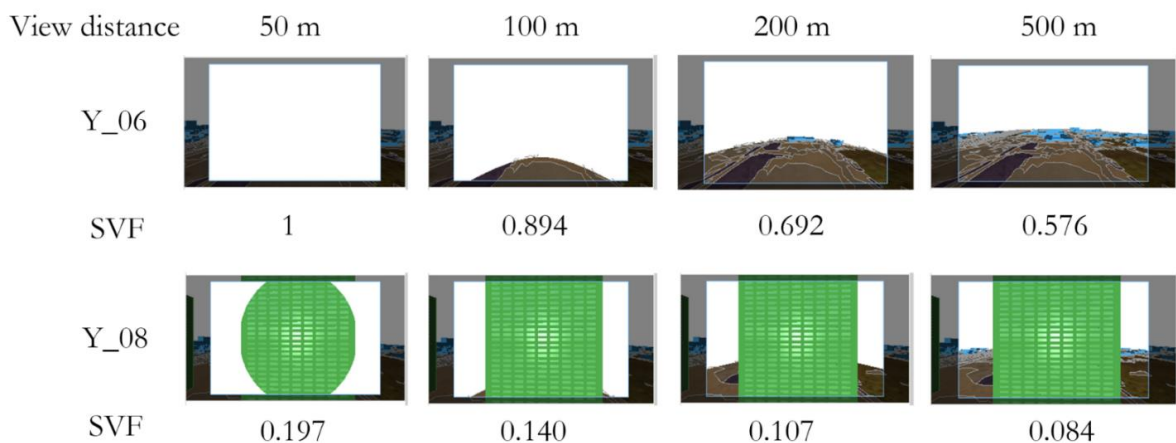 View distance 50 m 100 m 200 m 500 m
Y_06
SVF 1 0.894 0.692 0.576
Y_08
SVF 0.197 0.140 0.107 0.084